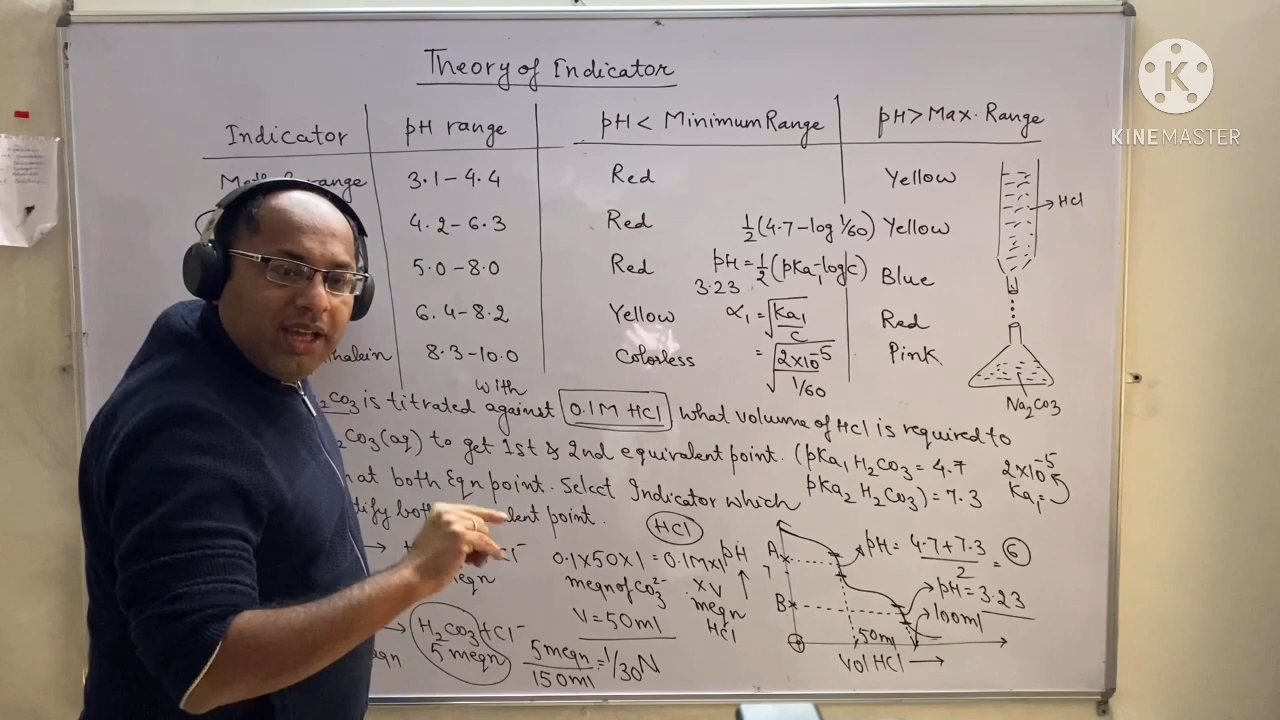 Theory of Indicator
Indicator pH range pH < Minimum Range pH > Max. Range
3.1 – 4.4 Red Yellow
4.2 – 6.3 Red 1/2(4.7 – log 1/60) Yellow
5.0 – 8.0 Red pH = 1/2(pKa1 – log c) Blue
3.23
6.4 – 8.2 Yellow α1 = √Ka1/c Red
8.3 – 10.0 Colorless = √2×10⁻⁵/1/60 Pink
HCl
Na2CO3
with
is titrated against 0.1M HCl what volume of HCl is required to
CO3(aq) to get 1st & 2nd equivalent point. (pKa1 H2CO3 = 4.7 2×10⁻⁵
at both Eqn point. Select Indicator which pKa2 H2CO3) = 7.3 Ka1 =
both point.
HCl
0.1×50×1 = 0.1M×1
×V
meqn of CO3²⁻ meqn
HCl
V = 50ml
H2CO3 + Cl⁻
5 meqn
5 meqn/150ml = 1/30 N
pH
A
7
B
pH = 4.7+7.3/2 = 6
pH = 3.23
100ml
50ml
Vol HCl →
KINEMASTER